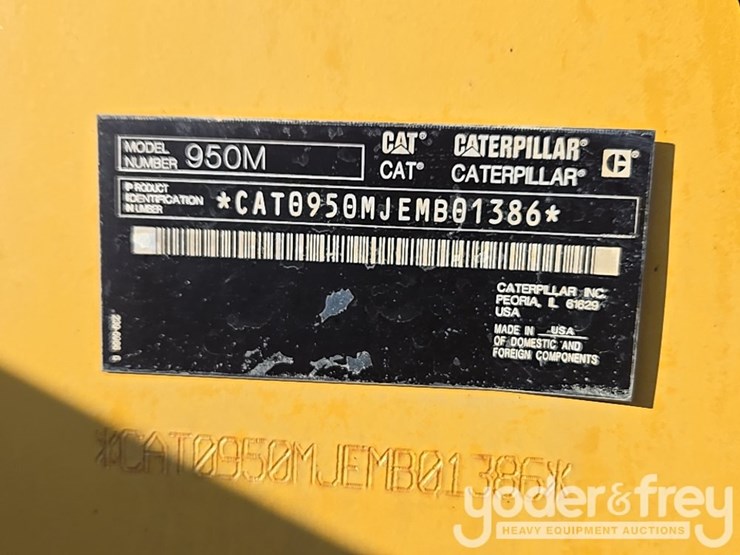 MODEL NUMBER 950M
CAT® CATERPILLAR® C
CAT® CATERPILLAR®
PRODUCT
IDENTIFICATION
NUMBER
*CAT0950MJEMB01386*
CATERPILLAR INC.
PEORIA, IL 61629
USA
MADE IN USA
OF DOMESTIC AND
FOREIGN COMPONENTS
*CAT0950MJEMB01386*
yoder&frey
HEAVY EQUIPMENT AUCTIONS